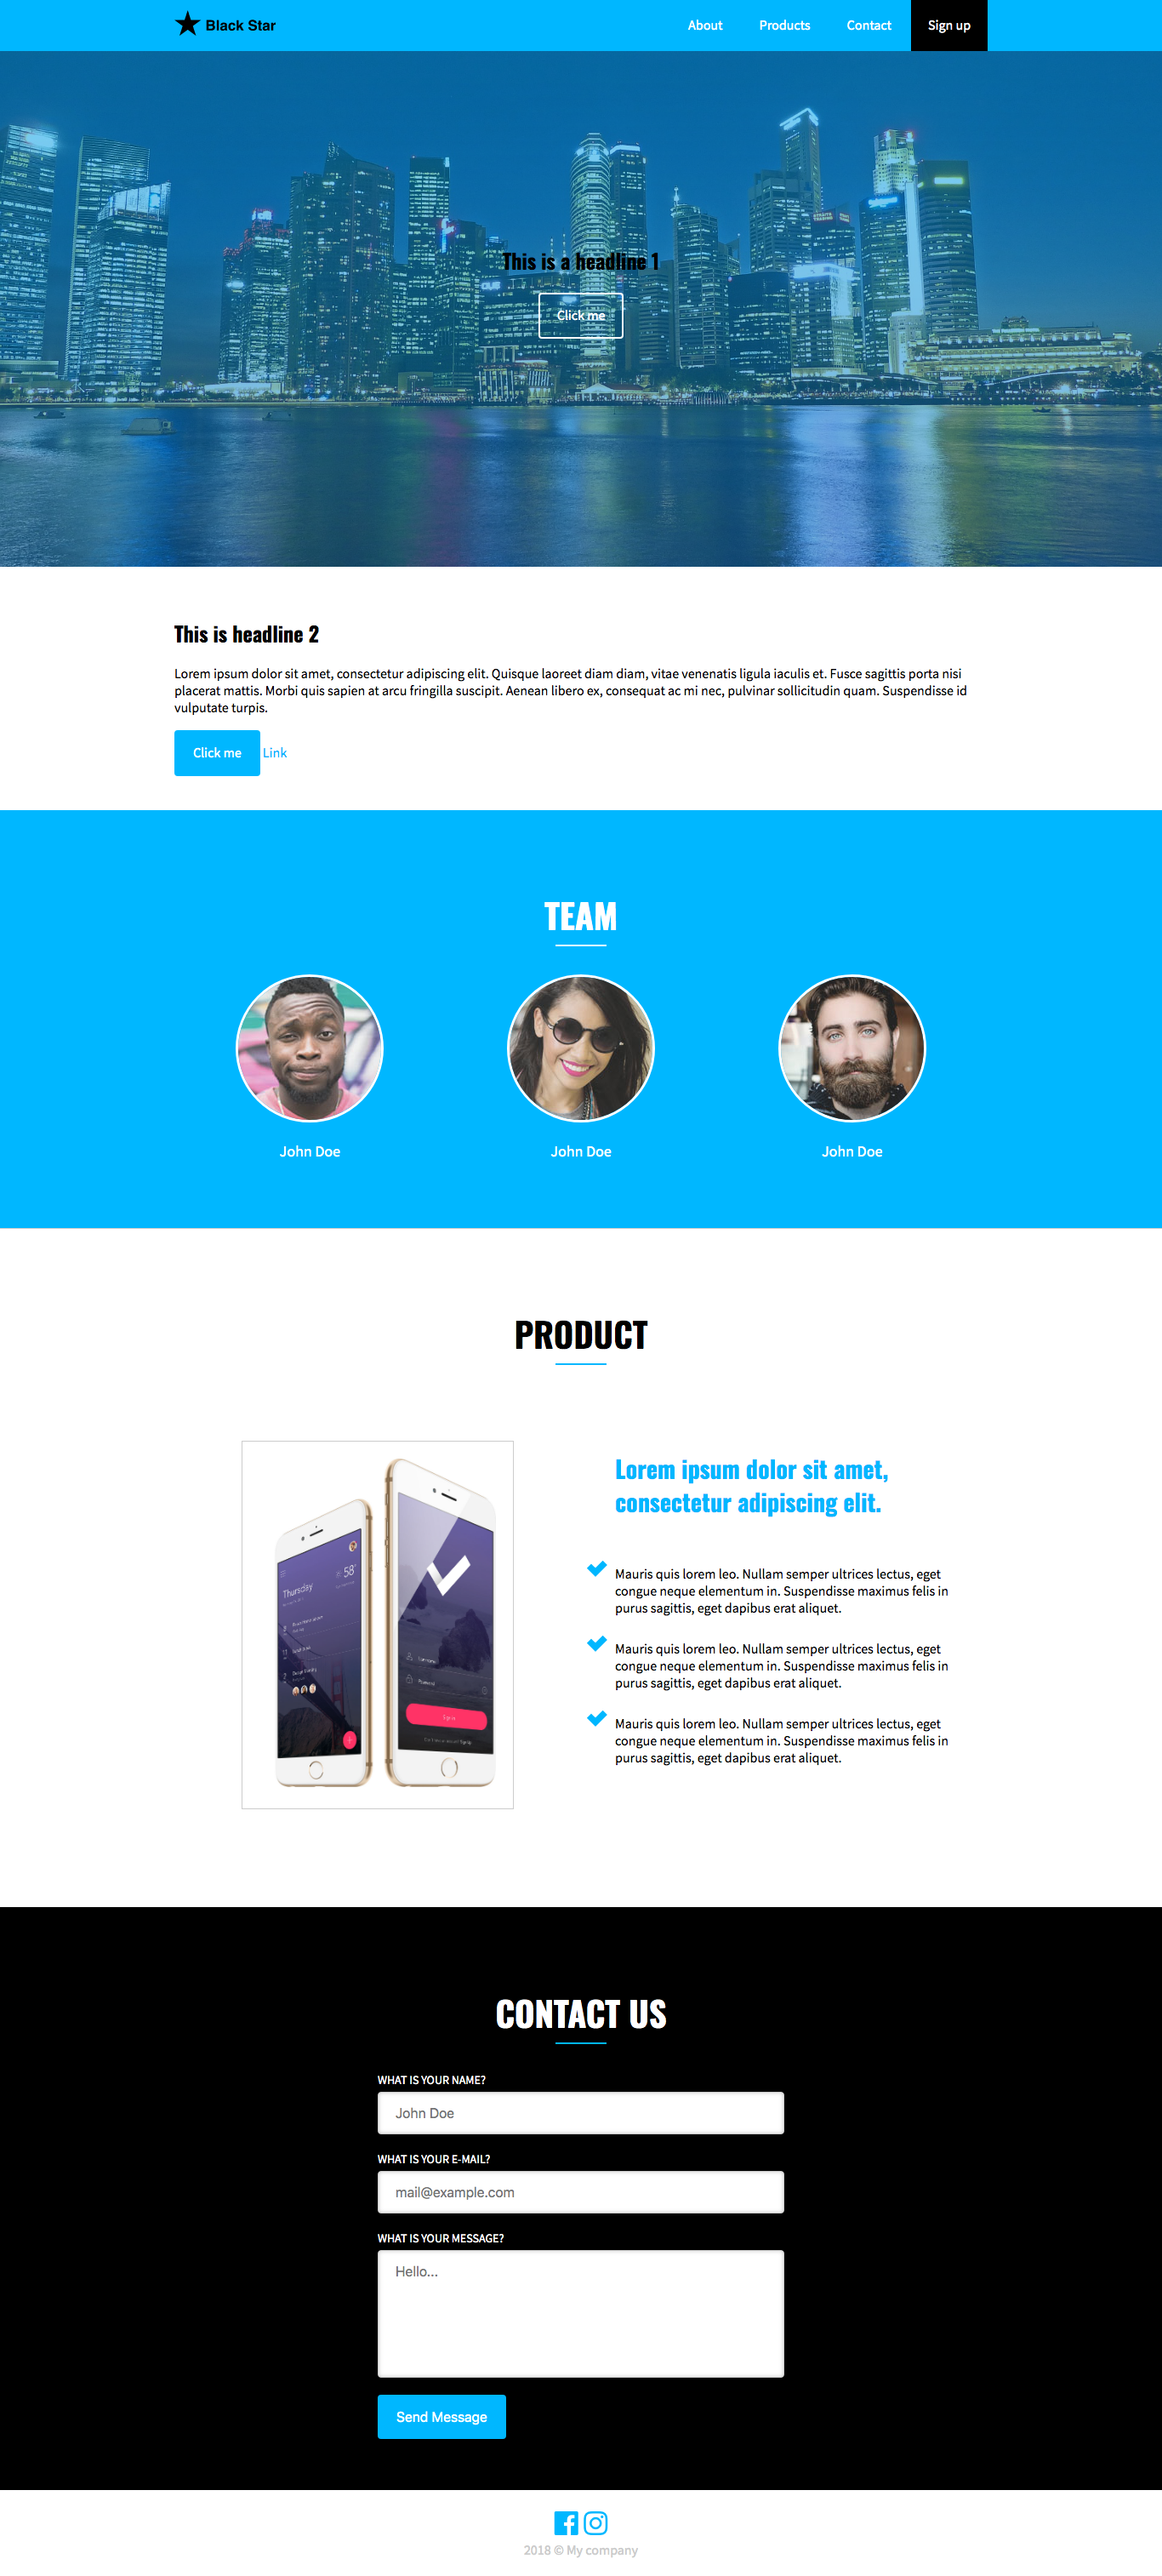 Black Star
About
Products
Contact
Sign up
This is a headline 1
Click me
This is headline 2
Lorem ipsum dolor sit amet, consectetur adipiscing elit. Quisque laoreet diam diam, vitae venenatis ligula iaculis et. Fusce sagittis porta nisi
placerat mattis. Morbi quis sapien at arcu fringilla suscipit. Aenean libero ex, consequat ac mi nec, pulvinar sollicitudin quam. Suspendisse id
vulputate turpis.
Click me Link
TEAM
John Doe
John Doe
John Doe
PRODUCT
Thursday
58°
Sign in
Lorem ipsum dolor sit amet,
consectetur adipiscing elit.
Mauris quis lorem leo. Nullam semper ultrices lectus, eget
congue neque elementum in. Suspendisse maximus felis in
purus sagittis, eget dapibus erat aliquet.
Mauris quis lorem leo. Nullam semper ultrices lectus, eget
congue neque elementum in. Suspendisse maximus felis in
purus sagittis, eget dapibus erat aliquet.
Mauris quis lorem leo. Nullam semper ultrices lectus, eget
congue neque elementum in. Suspendisse maximus felis in
purus sagittis, eget dapibus erat aliquet.
CONTACT US
WHAT IS YOUR NAME?
John Doe
WHAT IS YOUR E-MAIL?
mail@example.com
WHAT IS YOUR MESSAGE?
Hello...
Send Message
2018 © My company